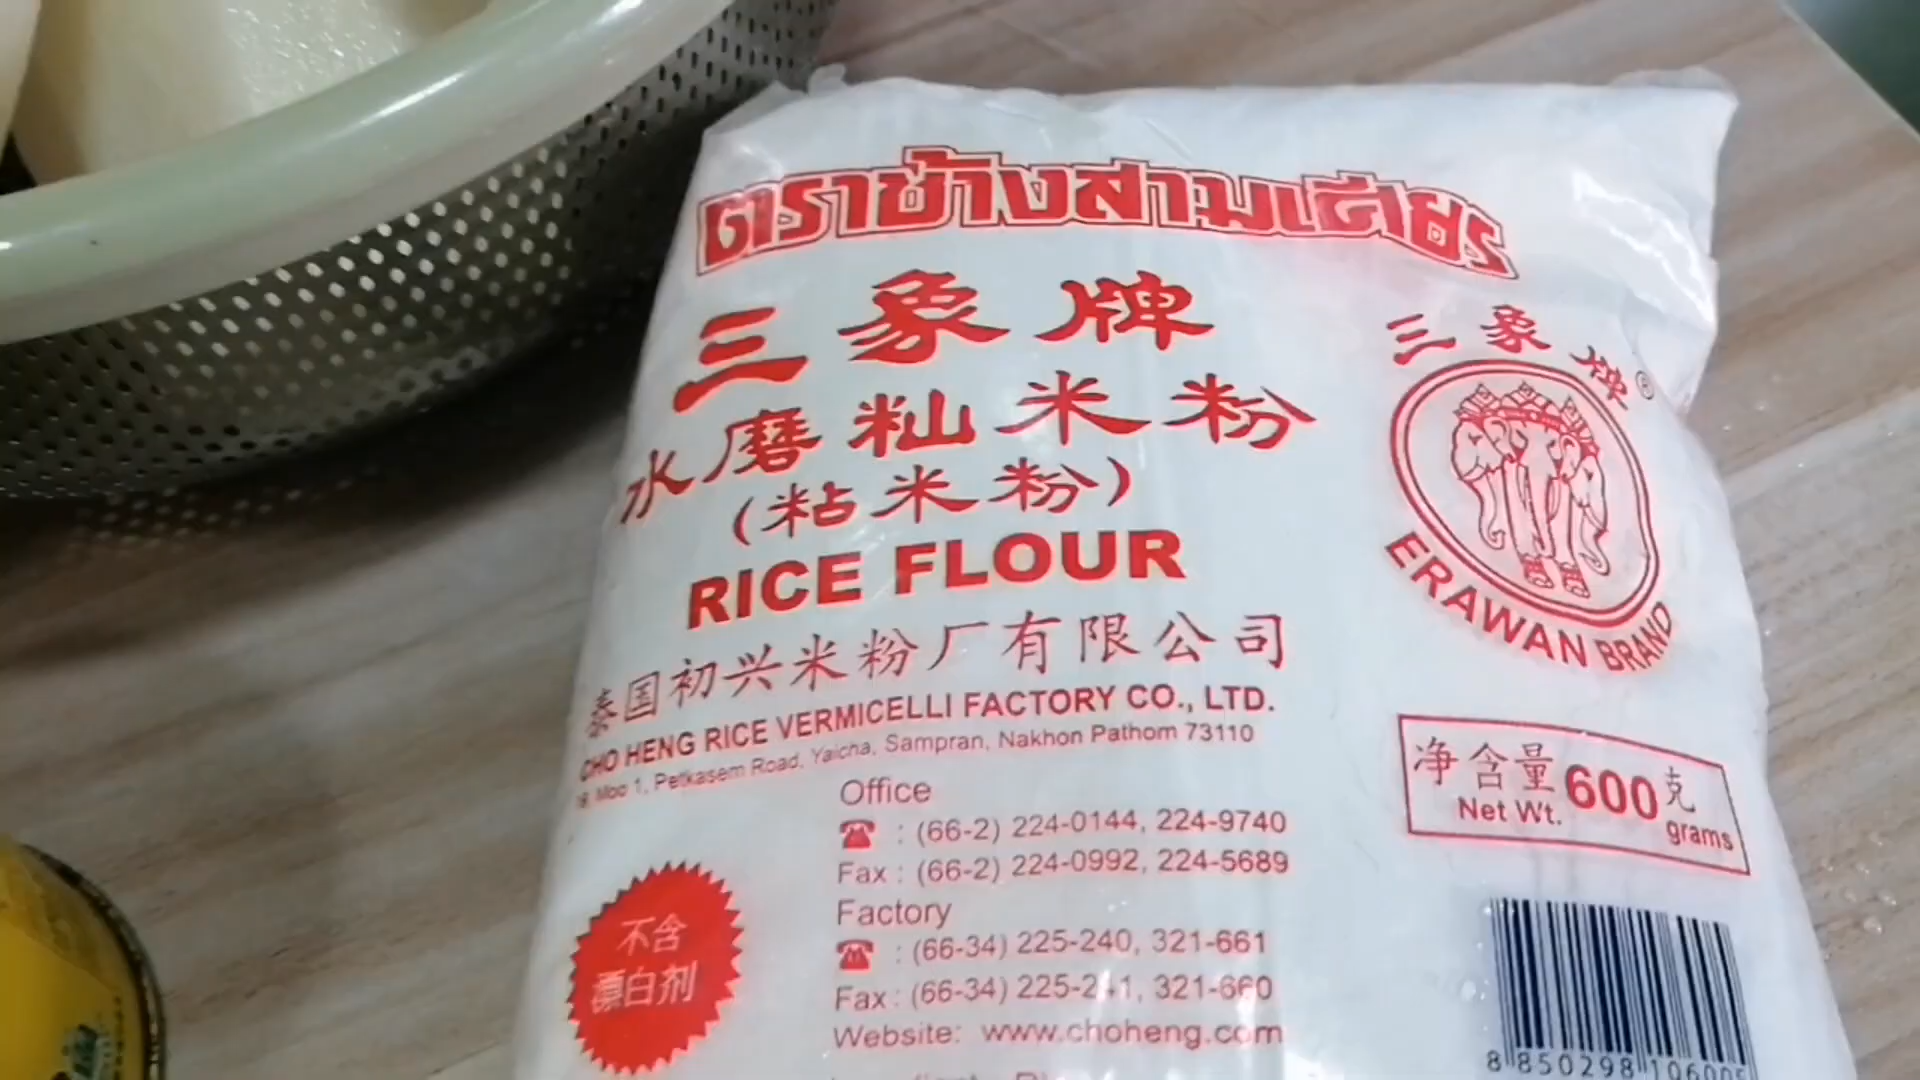 ตราช้างสามเศียร
三象牌
水磨籼米粉
(粘米粉)
RICE FLOUR
泰国初兴米粉厂有限公司
CHO HENG RICE VERMICELLI FACTORY CO., LTD.
Moo 1, Petkasem Road, Yaicha, Sampran, Nakhon Pathom 73110
Office
: (66-2) 224-0144, 224-9740
Fax : (66-2) 224-0992, 224-5689
Factory
: (66-34) 225-240, 321-661
Fax : (66-34) 225-241, 321-660
Website: www.choheng.com
不含
漂白剂
三象牌®
ERAWAN BRAND
净含量 600 克
Net Wt. grams
8 850298 106005